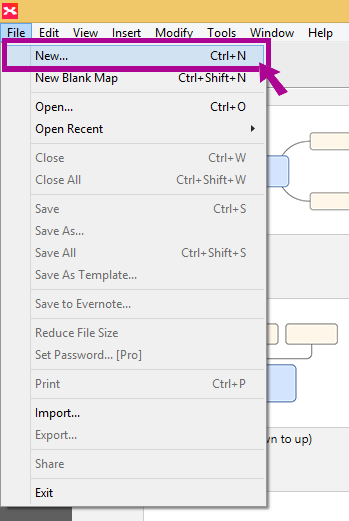 File Edit View Insert Modify Tools Window Help
New... Ctrl+N
New Blank Map Ctrl+Shift+N
Open... Ctrl+O
Open Recent
Close Ctrl+W
Close All Ctrl+Shift+W
Save Ctrl+S
Save As...
Save All Ctrl+Shift+S
Save As Template...
Save to Evernote...
Reduce File Size
Set Password... [Pro]
Print Ctrl+P
Import...
Export...
wn to up)
Share
Exit